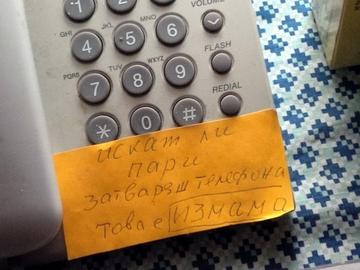 VOLUME
1
GHI JKL MNO
4 5 6
PQRS TUV WXYZ FLASH
7 8 9
REDIAL
* 0 #
искат ли
пари
затваряш телефона
това е ИЗМАМА